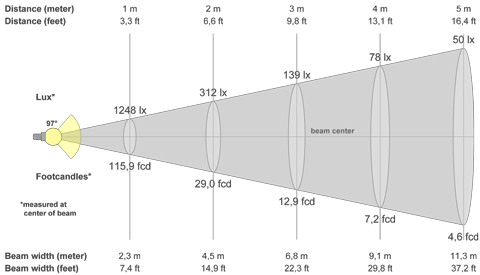 Distance (meter) 1 m 2 m 3 m 4 m 5 m
Distance (feet) 3,3 ft 6,6 ft 9,8 ft 13,1 ft 16,4 ft
50 lx
78 lx
139 lx
312 lx
Lux*
1248 lx
97°
beam center
115,9 fcd
Footcandles*
29,0 fcd
12,9 fcd
*measured at
center of beam
7,2 fcd
4,6 fcd
Beam width (meter) 2,3 m 4,5 m 6,8 m 9,1 m 11,3 m
Beam width (feet) 7,4 ft 14,9 ft 22,3 ft 29,8 ft 37,2 ft